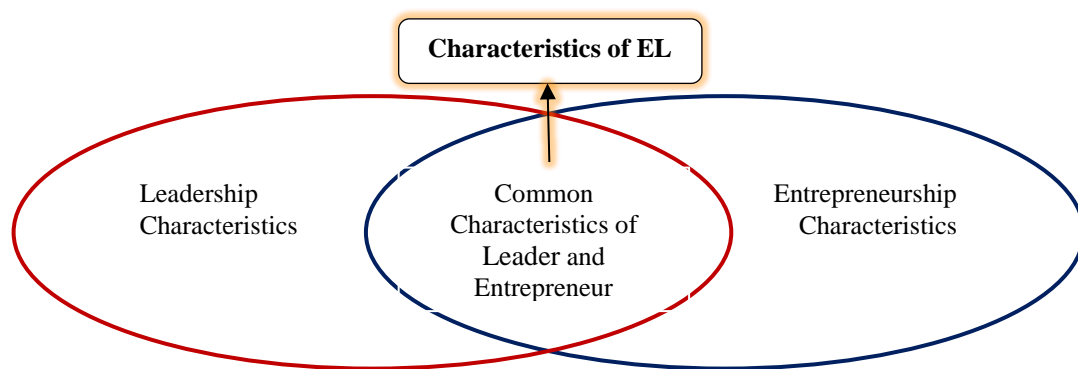 Characteristics of EL
Leadership
Characteristics
Common
Characteristics of
Leader and
Entrepreneur
Entrepreneurship
Characteristics